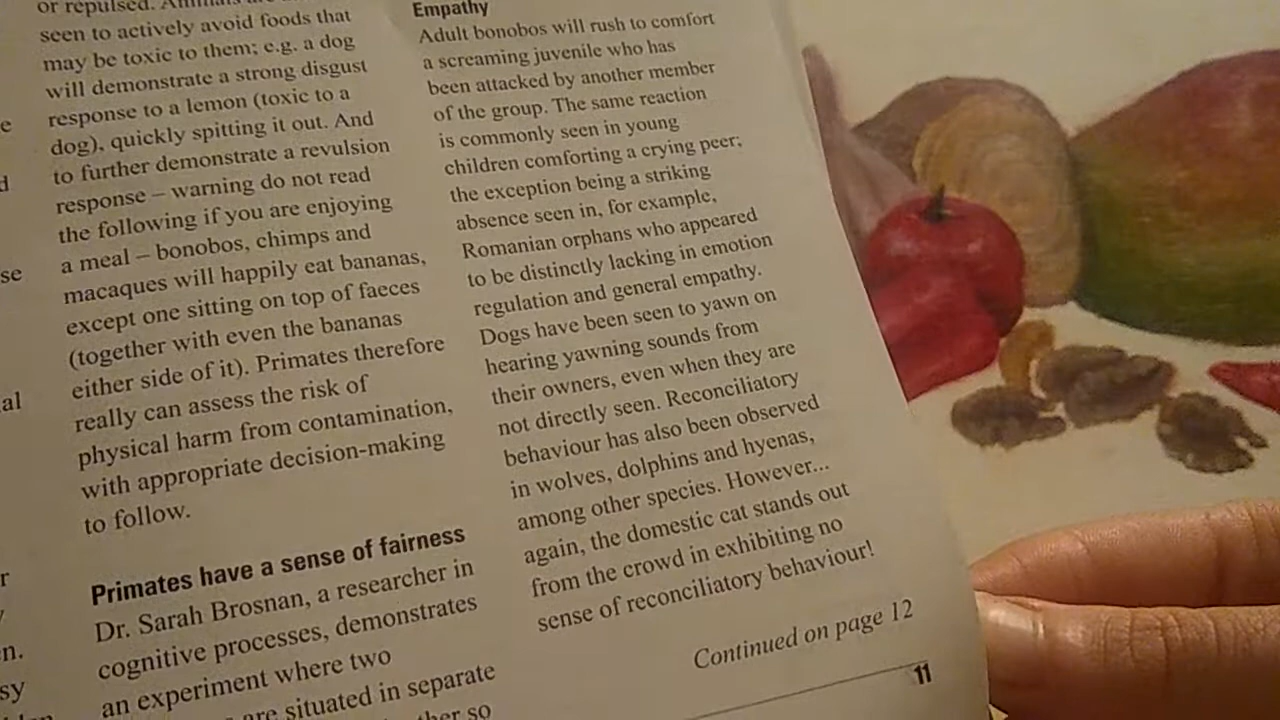 e
d
se
al
r
y
en.
sy
or repulsed.
seen to actively avoid foods that
may be toxic to them; e.g. a dog
will demonstrate a strong disgust
response to a lemon (toxic to a
dog), quickly spitting it out. And
to further demonstrate a revulsion
response – warning do not read
the following if you are enjoying
a meal – bonobos, chimps and
macaques will happily eat bananas,
except one sitting on top of faeces
(together with even the bananas
either side of it). Primates therefore
really can assess the risk of
physical harm from contamination,
with appropriate decision-making
to follow.
Primates have a sense of fairness
Dr. Sarah Brosnan, a researcher in
cognitive processes, demonstrates
an experiment where two
are situated in separate
so
Empathy
Adult bonobos will rush to comfort
a screaming juvenile who has
been attacked by another member
of the group. The same reaction
is commonly seen in young
children comforting a crying peer;
the exception being a striking
absence seen in, for example,
Romanian orphans who appeared
to be distinctly lacking in emotion
regulation and general empathy.
Dogs have been seen to yawn on
hearing yawning sounds from
their owners, even when they are
not directly seen. Reconciliatory
behaviour has also been observed
in wolves, dolphins and hyenas,
among other species. However...
again, the domestic cat stands out
from the crowd in exhibiting no
sense of reconciliatory behaviour!
Continued on page 12
11